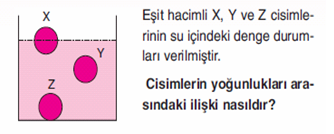 X
Y
Z
Eşit hacimli X, Y ve Z cisimle-
rinin su içindeki denge durum-
ları verilmiştir.
Cisimlerin yoğunlukları ara-
sındaki ilişki nasıldır?